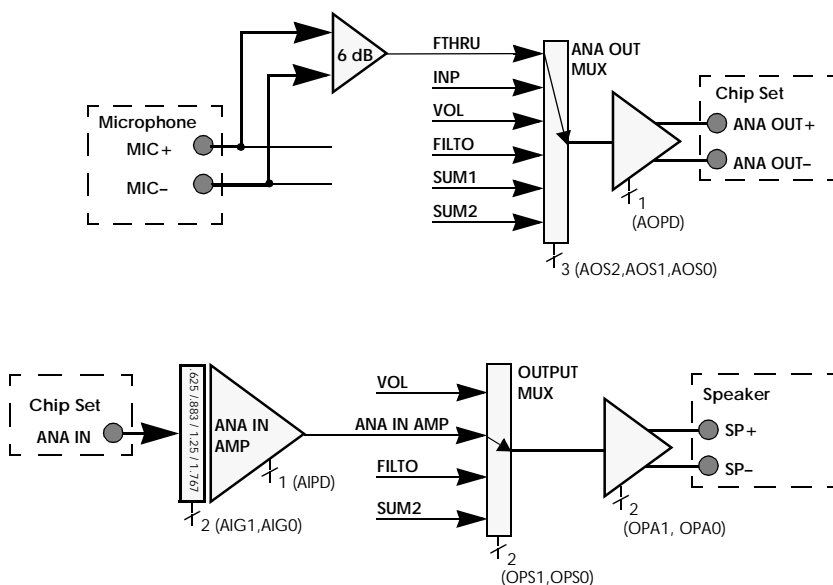 6 dB
FTHRU
ANA OUT
MUX
INP
Chip Set
VOL
Microphone
ANA OUT+
MIC+
FILTO
ANA OUT–
MIC–
SUM1
1
(AOPD)
SUM2
3 (AOS2,AOS1,AOS0)
OUTPUT
MUX
VOL
Speaker
.625 /.883 / 1.25 / 1.767
Chip Set
ANA IN
ANA IN
AMP
ANA IN AMP
SP+
FILTO
SP–
1 (AIPD)
SUM2
2 (AIG1,AIG0)
2
(OPA1, OPA0)
2
(OPS1,OPS0)